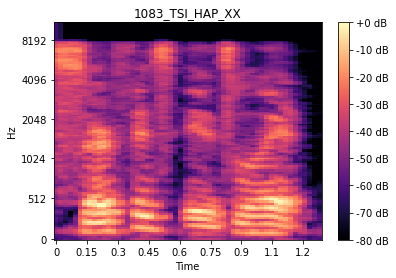 1083_TSI_HAP_XX
+0 dB
8192
-10 dB
4096
-20 dB
-30 dB
2048
Hz
-40 dB
1024
-50 dB
512
-60 dB
-70 dB
0
-80 dB
0 0.15 0.3 0.45 0.6 0.75 0.9 1.1 1.2
Time